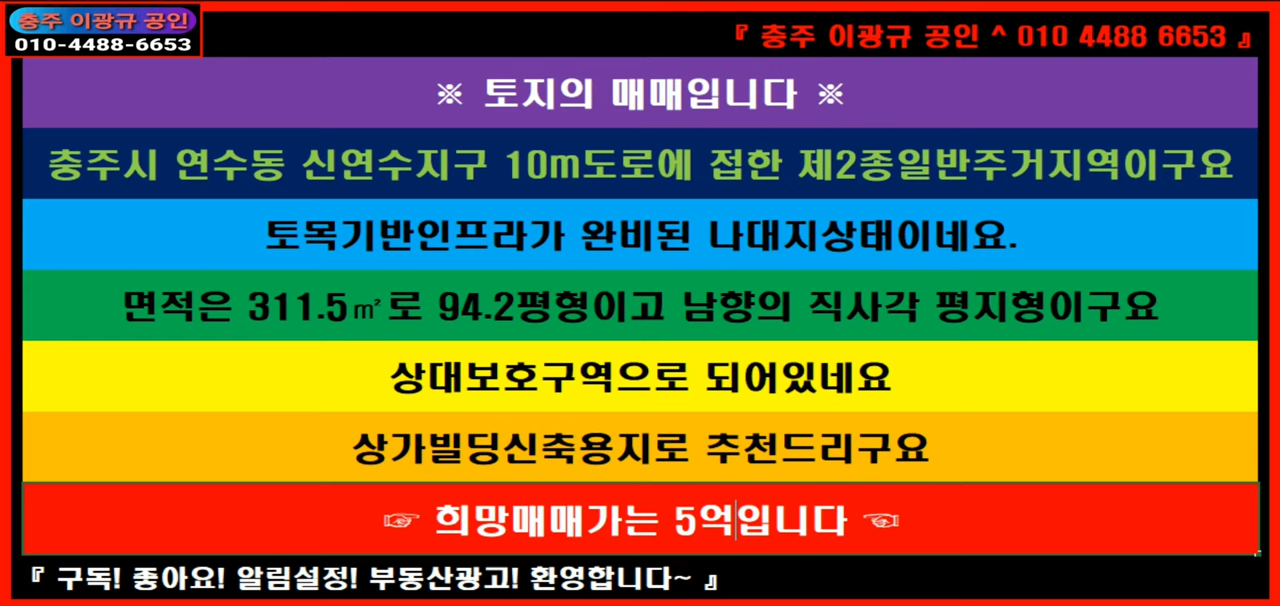 충주 이광규 공인
010-4488-6653
『 충주 이광규 공인 ^ 010 4488 6653 』
※ 토지의 매매입니다 ※
충주시 연수동 신연수지구 10m도로에 접한 제2종일반주거지역이구요
토목기반인프라가 완비된 나대지상태이네요.
면적은 311.5㎡로 94.2평형이고 남향의 직사각 평지형이구요
상대보호구역으로 되어있네요
상가빌딩신축용지로 추천드리구요
☞ 희망매매가는 5억입니다 ☜
『 구독! 좋아요! 알림설정! 부동산광고! 환영합니다~ 』